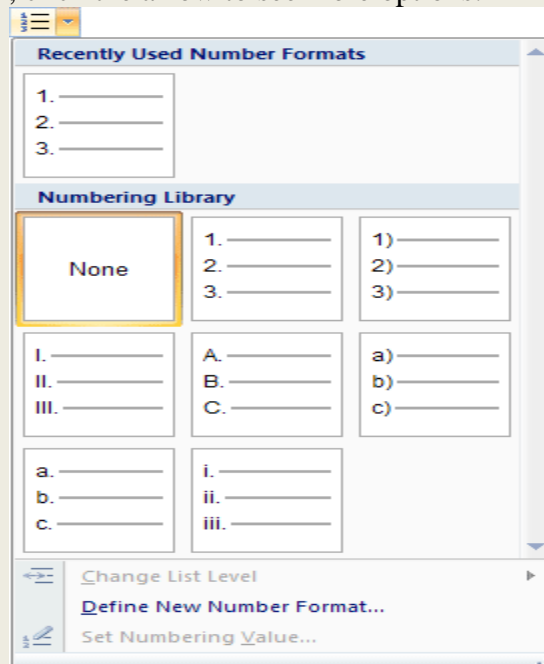 Recently Used Number Formats
1.
2.
3.
Numbering Library
None
1.
2.
3.
1)
2)
3)
I.
II.
III.
A.
B.
C.
a)
b)
c)
a.
b.
c.
i.
ii.
iii.
Change List Level
Define New Number Format...
Set Numbering Value...